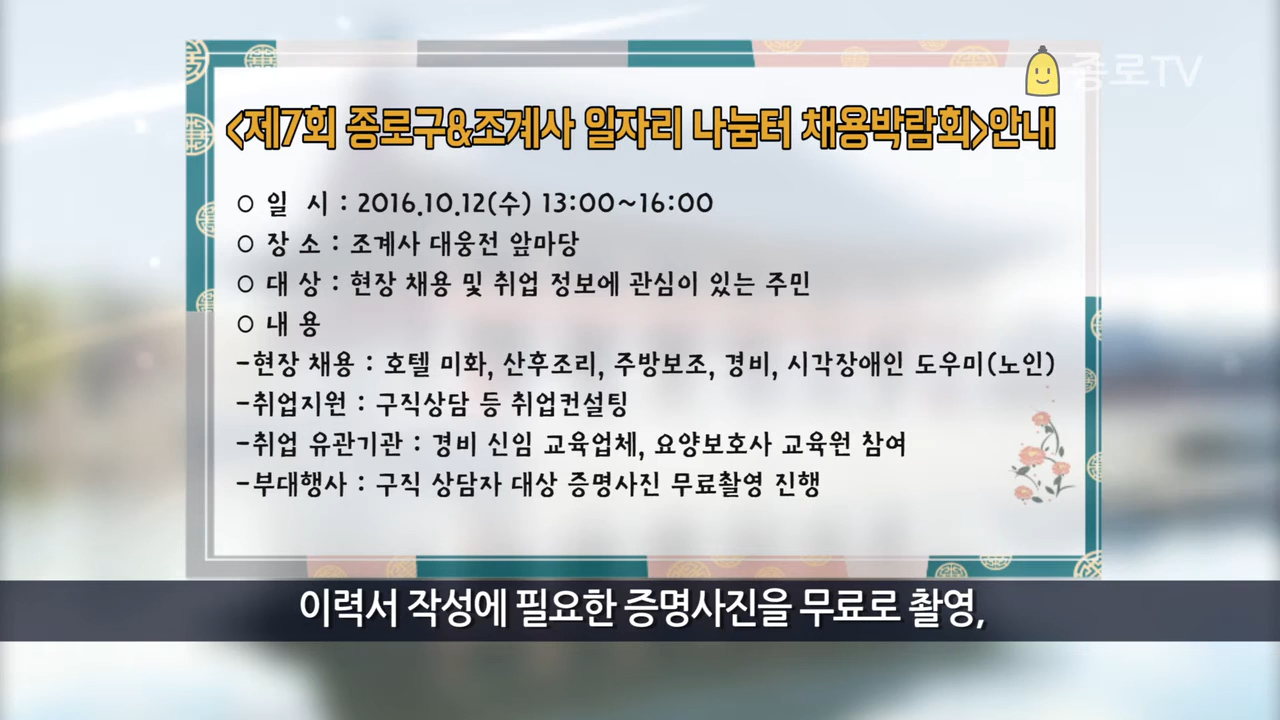 종로TV
<제7회 종로구&조계사 일자리 나눔터 채용박람회>안내
○ 일 시 : 2016.10.12(수) 13:00~16:00
○ 장 소 : 조계사 대웅전 앞마당
○ 대 상 : 현장 채용 및 취업 정보에 관심이 있는 주민
○ 내 용
-현장 채용 : 호텔 미화, 산후조리, 주방보조, 경비, 시각장애인 도우미(노인)
-취업지원 : 구직상담 등 취업컨설팅
-취업 유관기관 : 경비 신임 교육업체, 요양보호사 교육원 참여
-부대행사 : 구직 상담자 대상 증명사진 무료촬영 진행
이력서 작성에 필요한 증명사진을 무료로 촬영,